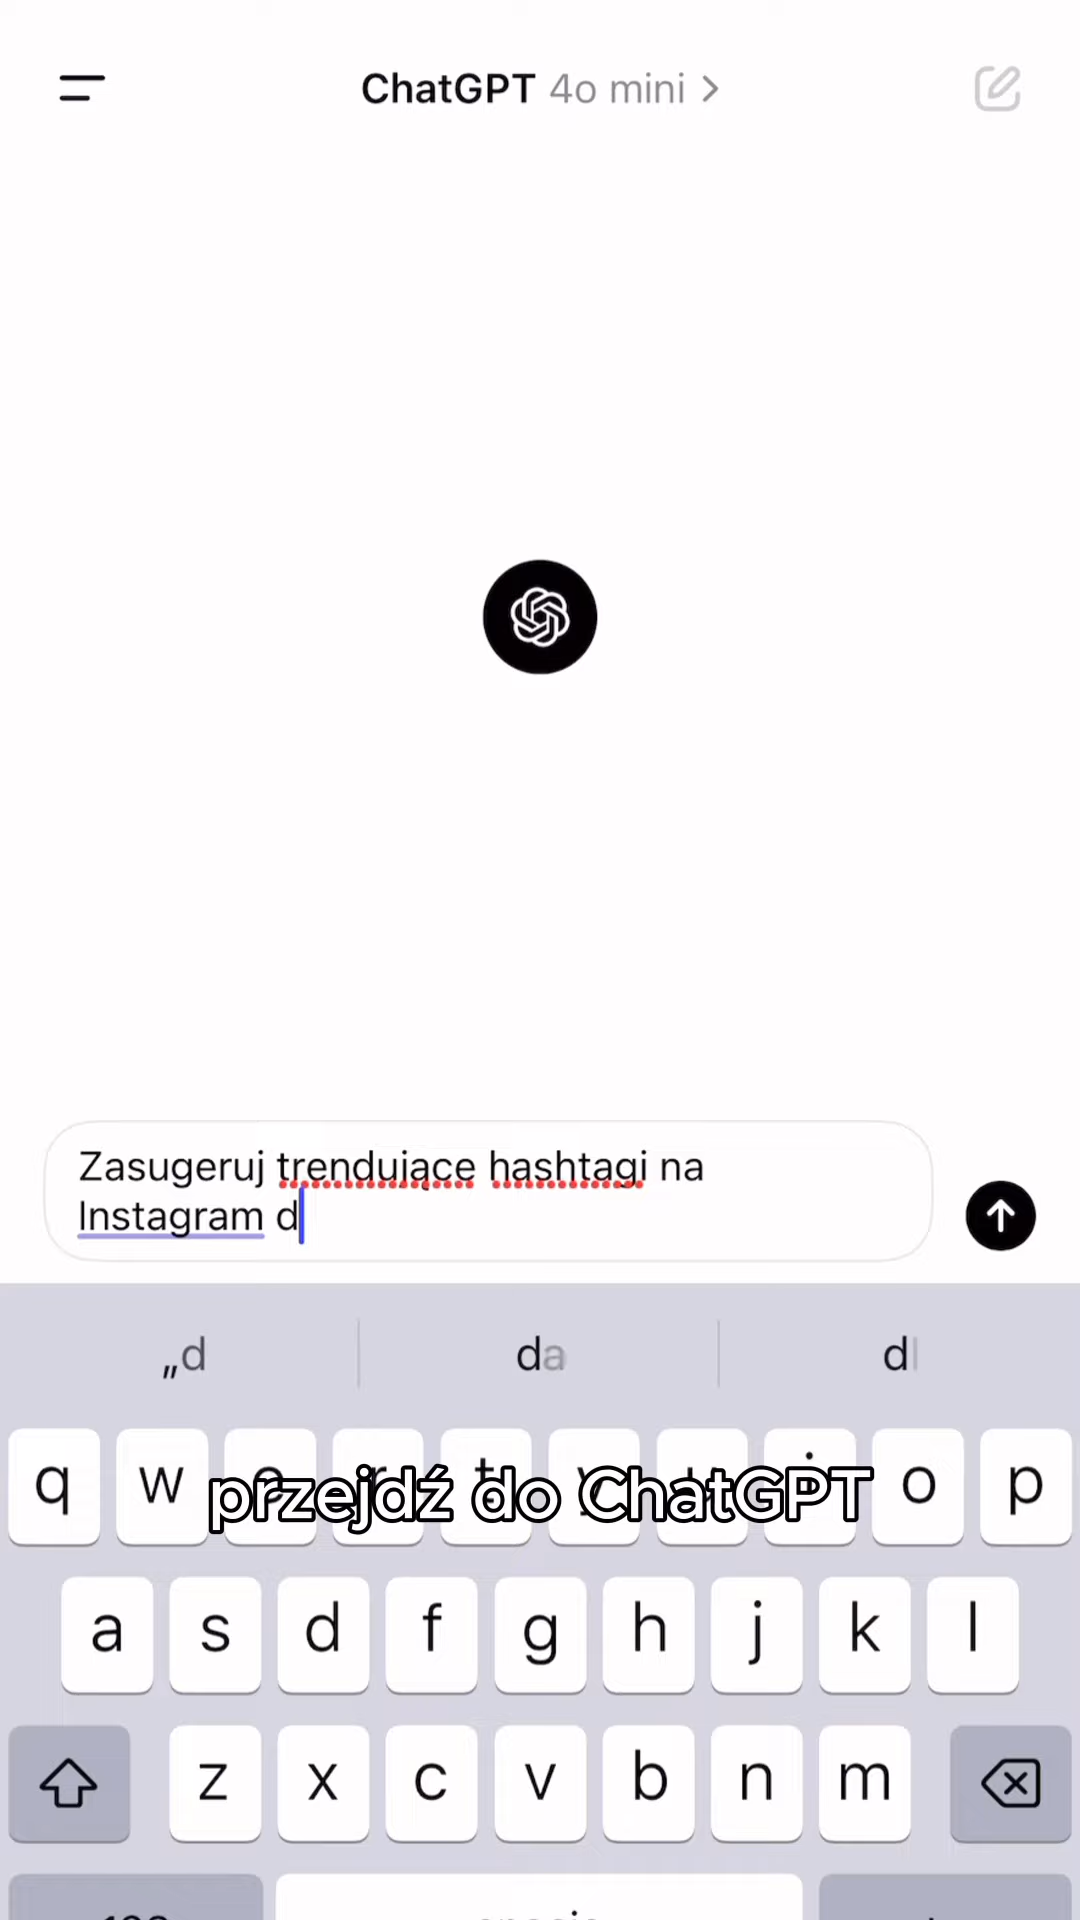 ChatGPT 4o mini >
Zasugeruj trendujące hashtagi na
Instagram d
„d da dl
q w e r t y u i o p
przejdź do ChatGPT
a s d f g h j k l
z x c v b n m